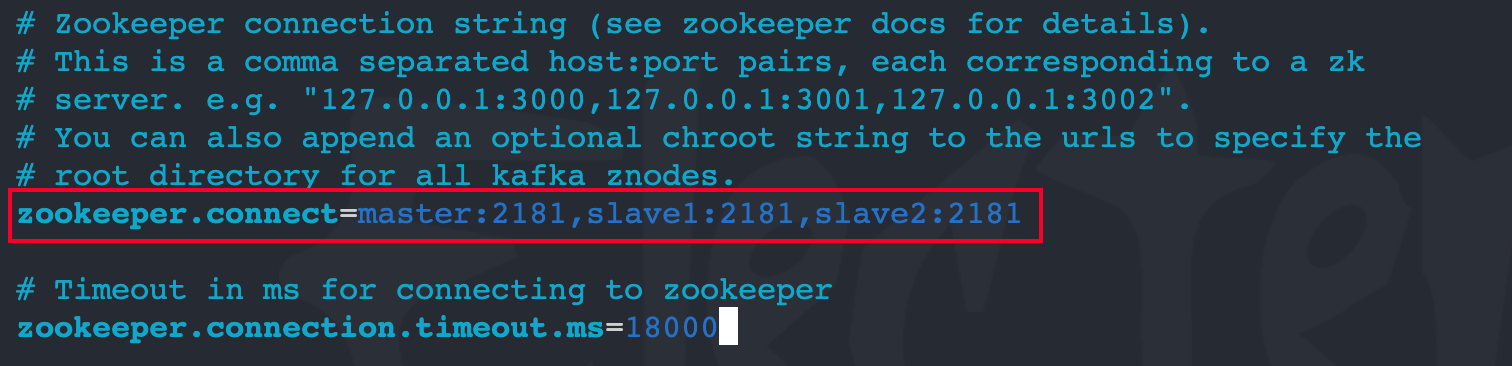 # Zookeeper connection string (see zookeeper docs for details).
# This is a comma separated host:port pairs, each corresponding to a zk
# server. e.g. "127.0.0.1:3000,127.0.0.1:3001,127.0.0.1:3002".
# You can also append an optional chroot string to the urls to specify the
# root directory for all kafka znodes.
zookeeper.connect=master:2181,slave1:2181,slave2:2181
# Timeout in ms for connecting to zookeeper
zookeeper.connection.timeout.ms=18000